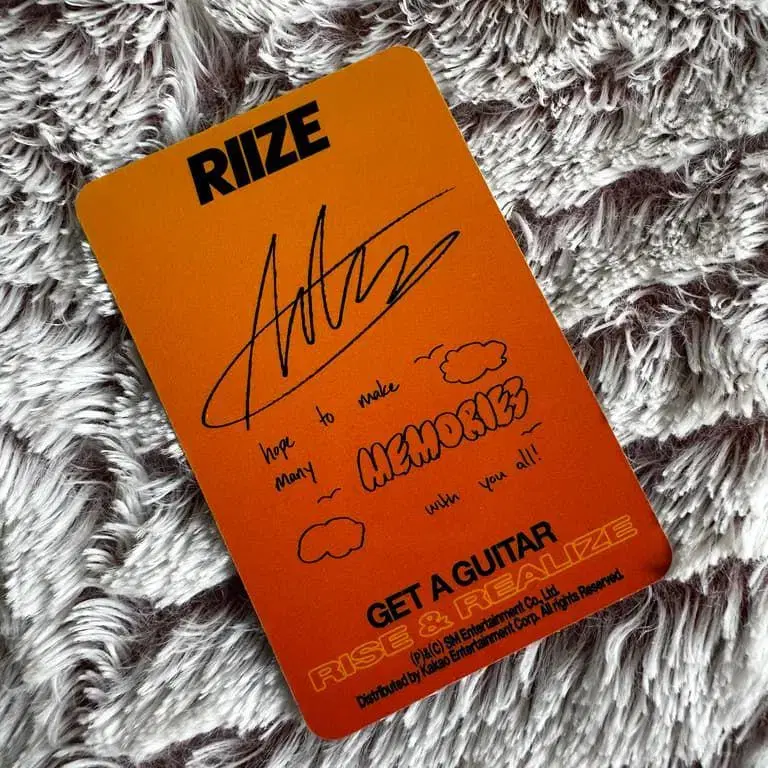 RIIZE
hope to make
many MEMORIEZ
with you all!
GET A GUITAR
RISE & REALIZE
(P)&(C) SM Entertainment Co., Ltd.
Distributed by Kakao Entertainment Corp. All rights Reserved.